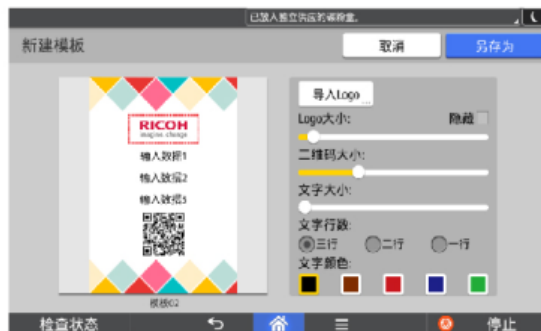 已放入独立供应的碳粉盒。
新建模板
取消
另存为
导入Logo
RICOH
imagine. change.
Logo大小:
隐藏
输入数据1
二维码大小:
输入数据2
文字大小:
输入数据3
文字行数:
三行
二行
一行
文字颜色:
模板02
检查状态
停止